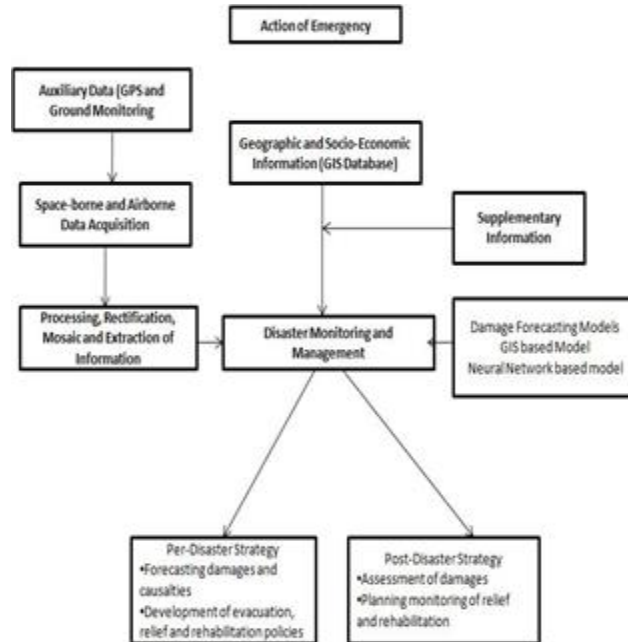 Action of Emergency
Auxiliary Data (GPS and
Ground Monitoring
Geographic and Socio-Economic
Information (GIS Database)
Space-borne and Airborne
Data Acquisition
Supplementary
Information
Processing, Rectification,
Mosaic and Extraction of
Information
Disaster Monitoring and
Management
Damage Forecasting Models
GIS based Model
Neural Network based model
Per-Disaster Strategy
•Forecasting damages and
causalties
•Development of evacuation,
relief and rehabilitation policies
Post-Disaster Strategy
•Assessment of damages
•Planning monitoring of relief
and rehabilitation